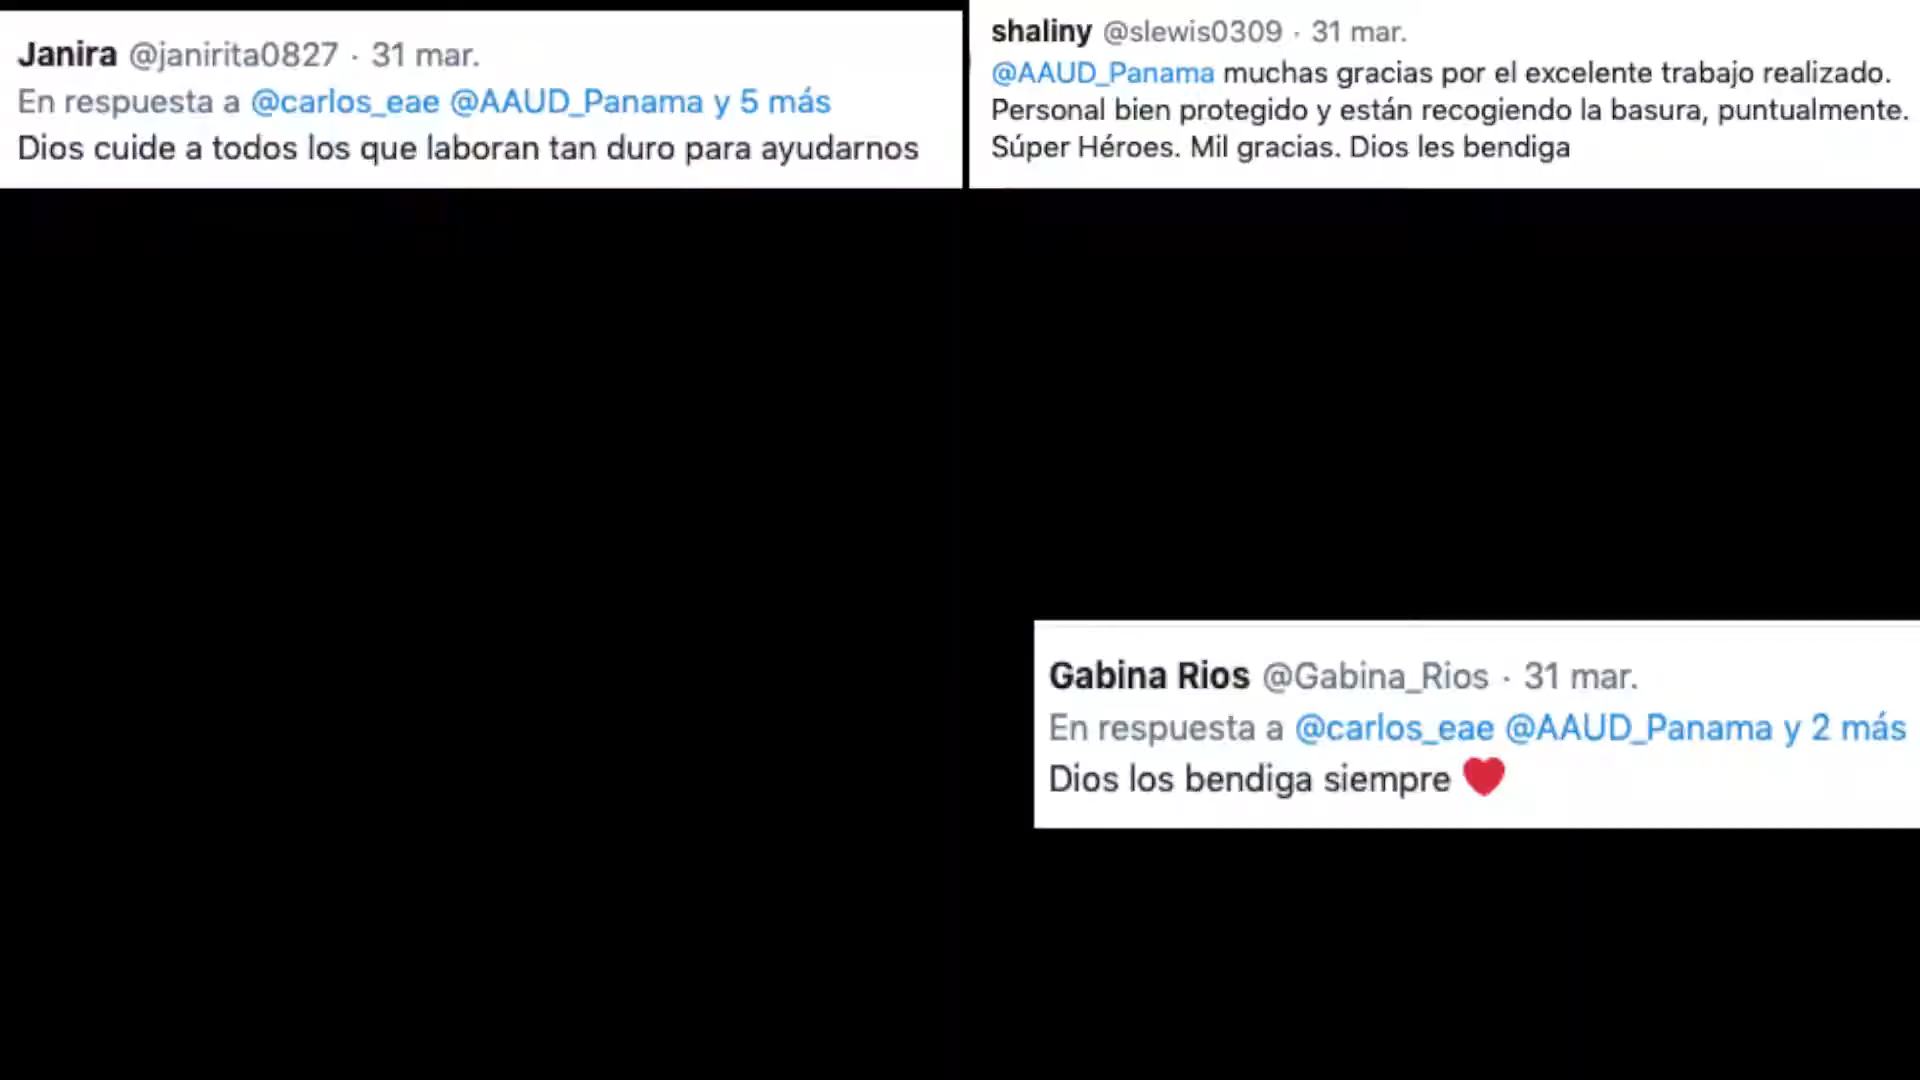 Janira @janirita0827 · 31 mar.
En respuesta a @carlos_eae @AAUD_Panama y 5 más
Dios cuide a todos los que laboran tan duro para ayudarnos
shaliny @slewis0309 · 31 mar.
@AAUD_Panama muchas gracias por el excelente trabajo realizado.
Personal bien protegido y están recogiendo la basura, puntualmente.
Súper Héroes. Mil gracias. Dios les bendiga
Gabina Rios @Gabina_Rios · 31 mar.
En respuesta a @carlos_eae @AAUD_Panama y 2 más
Dios los bendiga siempre ❤️